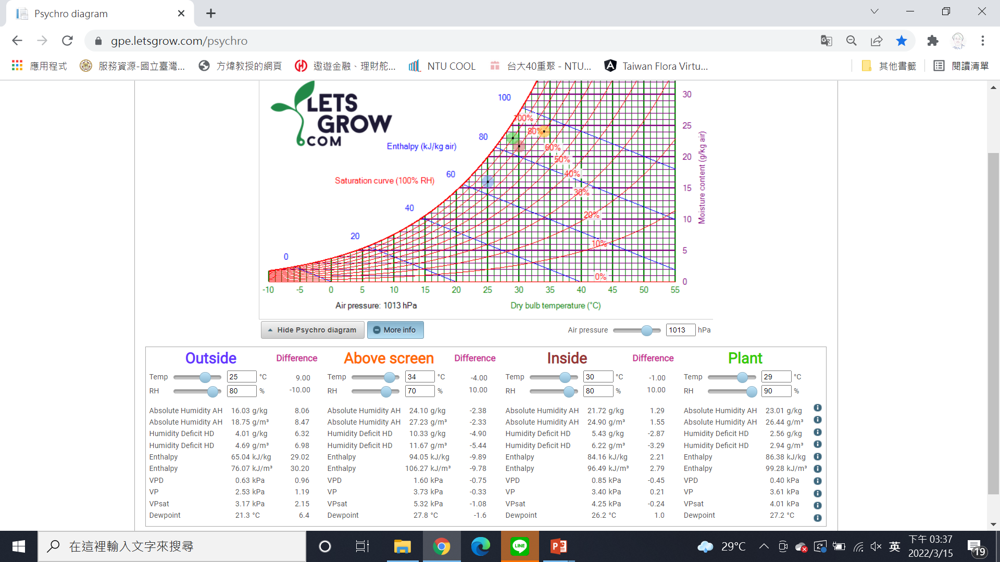 Psychro diagram
gpe.letsgrow.com/psychro
應用程式
服務資源-國立臺灣...
方煒教授的網頁
遨遊金融、理財舵...
NTU COOL
台大40重聚 - NTU...
Taiwan Flora Virtu...
其他書籤
閱讀清單
LETS
GROW
COM
Enthalpy (kJ/kg air)
Saturation curve (100% RH)
100
80
60
40
20
0
100%
80%
60%
50%
40%
30%
20%
10%
0%
30
25
20
15
10
5
0
Moisture content (g/kg air)
-10 -5 0 5 10 15 20 25 30 35 40 45 50 55
Air pressure: 1013 hPa
Dry bulb temperature (°C)
Hide Psychro diagram
More info
Air pressure 1013 hPa
Outside Difference Above screen Difference Inside Difference Plant
Temp 25 °C 9.00 Temp 34 °C -4.00 Temp 30 °C -1.00 Temp 29 °C
RH 80 % -10.00 RH 70 % 10.00 RH 80 % 10.00 RH 90 %
Absolute Humidity AH 16.03 g/kg 8.06 Absolute Humidity AH 24.10 g/kg -2.38 Absolute Humidity AH 21.72 g/kg 1.29 Absolute Humidity AH 23.01 g/kg
Absolute Humidity AH 18.75 g/m³ 8.47 Absolute Humidity AH 27.23 g/m³ -2.33 Absolute Humidity AH 24.90 g/m³ 1.55 Absolute Humidity AH 26.44 g/m³
Humidity Deficit HD 4.01 g/kg 6.32 Humidity Deficit HD 10.33 g/kg -4.90 Humidity Deficit HD 5.43 g/kg -2.87 Humidity Deficit HD 2.56 g/kg
Humidity Deficit HD 4.69 g/m³ 6.98 Humidity Deficit HD 11.67 g/m³ -5.44 Humidity Deficit HD 6.22 g/m³ -3.29 Humidity Deficit HD 2.94 g/m³
Enthalpy 65.04 kJ/kg 29.02 Enthalpy 94.05 kJ/kg -9.89 Enthalpy 84.16 kJ/kg 2.21 Enthalpy 86.38 kJ/kg
Enthalpy 76.07 kJ/m³ 30.20 Enthalpy 106.27 kJ/m³ -9.78 Enthalpy 96.49 kJ/m³ 2.79 Enthalpy 99.28 kJ/m³
VPD 0.63 kPa 0.96 VPD 1.60 kPa -0.75 VPD 0.85 kPa -0.45 VPD 0.40 kPa
VP 2.53 kPa 1.19 VP 3.73 kPa -0.33 VP 3.40 kPa 0.21 VP 3.61 kPa
VPsat 3.17 kPa 2.15 VPsat 5.32 kPa -1.08 VPsat 4.25 kPa -0.24 VPsat 4.01 kPa
Dewpoint 21.3 °C 6.4 Dewpoint 27.8 °C -1.6 Dewpoint 26.2 °C 1.0 Dewpoint 27.2 °C
在這裡輸入文字來搜尋
LINE
29°C
英
下午 03:37
2022/3/15
19